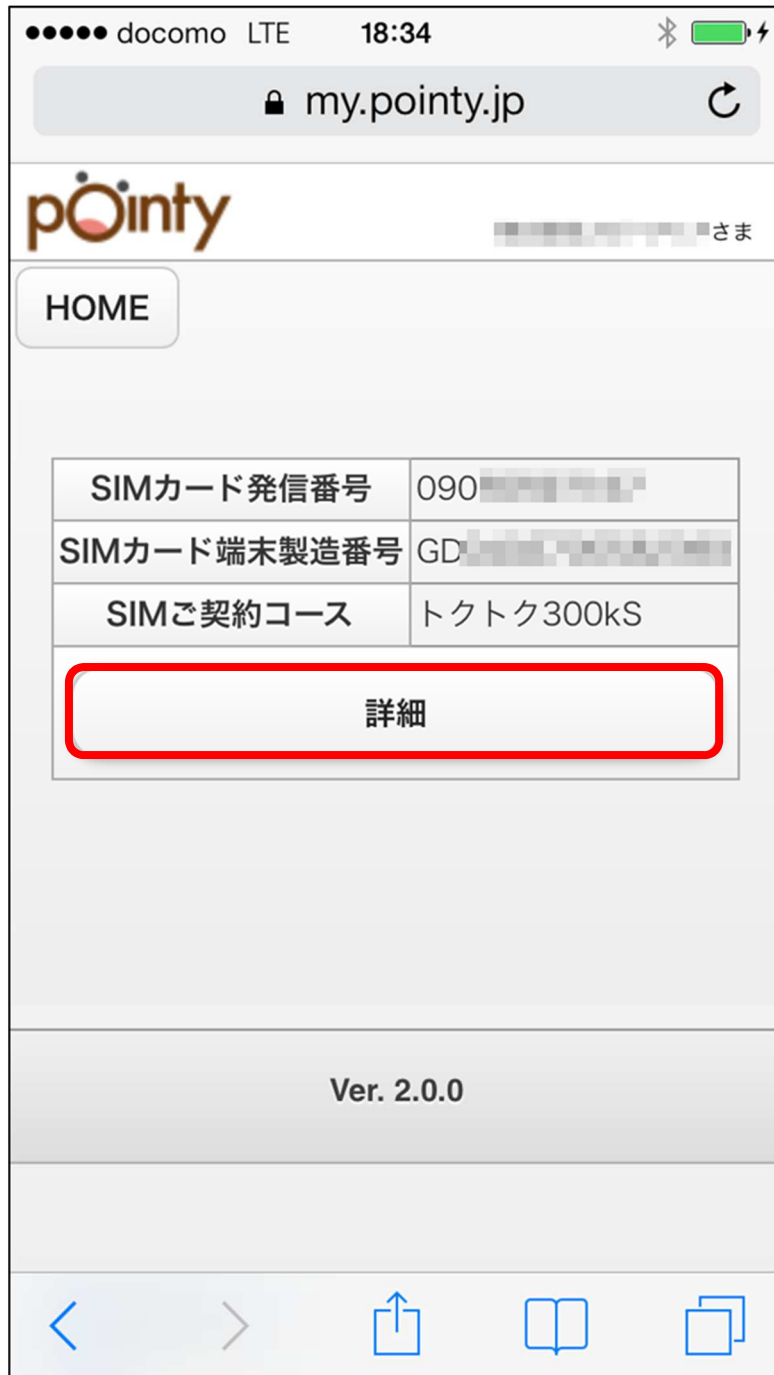 docomo LTE 18:34
my.pointy.jp
pointy
さま
HOME
SIMカード発信番号 090
SIMカード端末製造番号 GD
SIMご契約コース トクトク300kS
詳細
Ver. 2.0.0